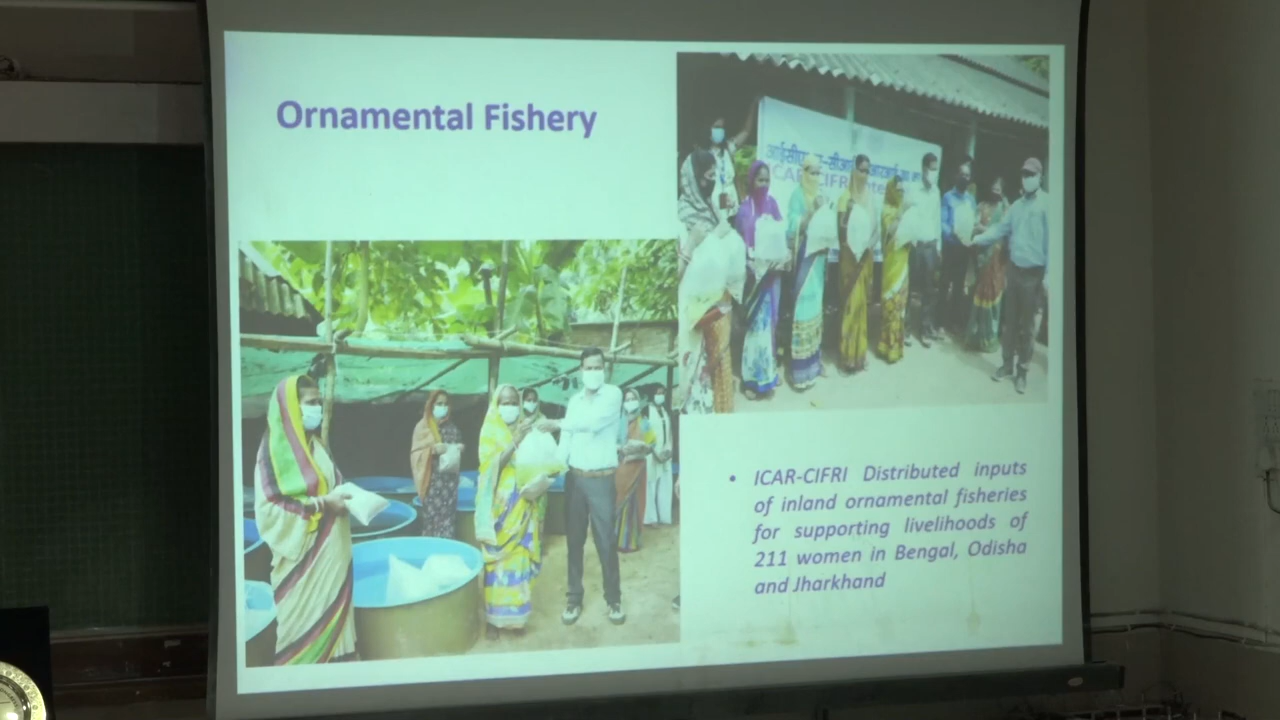 Ornamental Fishery
ICAR-CIFRI
• ICAR-CIFRI Distributed inputs
of inland ornamental fisheries
for supporting livelihoods of
211 women in Bengal, Odisha
and Jharkhand